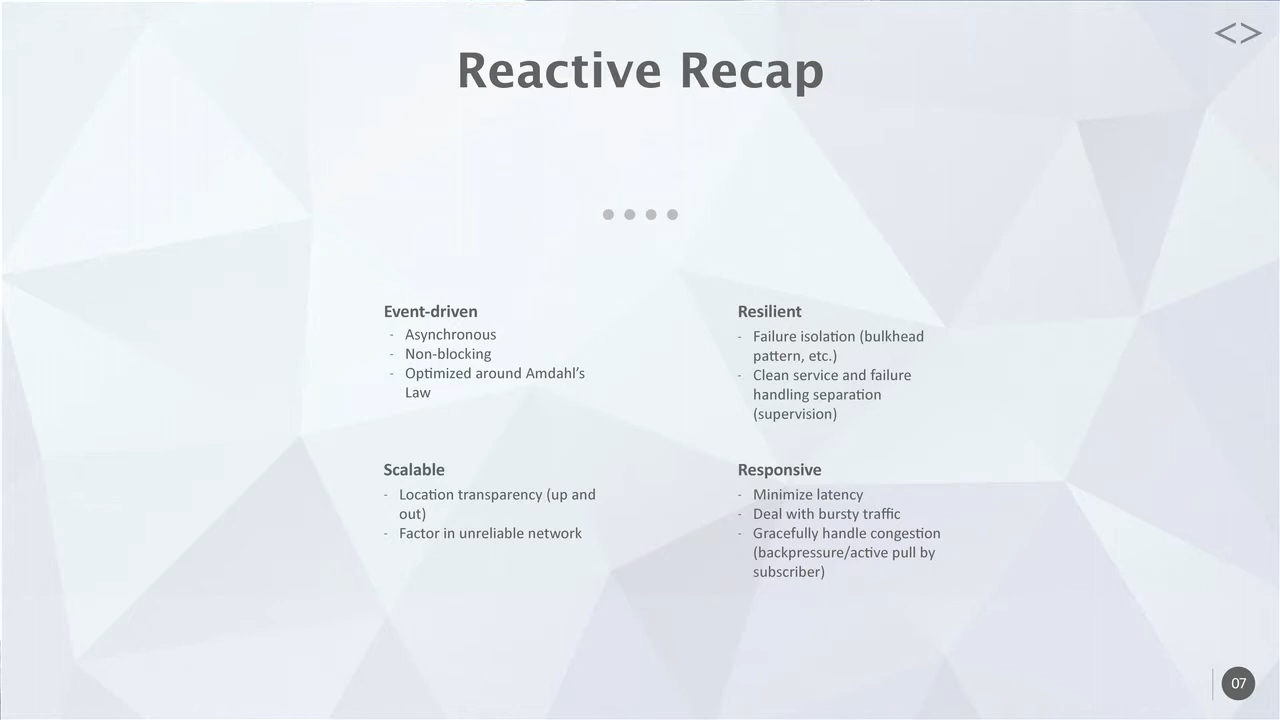 <>
Reactive Recap
Event-driven
- Asynchronous
- Non-blocking
- Optimized around Amdahl’s
Law
Resilient
- Failure isolation (bulkhead
pattern, etc.)
- Clean service and failure
handling separation
(supervision)
Scalable
- Location transparency (up and
out)
- Factor in unreliable network
Responsive
- Minimize latency
- Deal with bursty traffic
- Gracefully handle congestion
(backpressure/active pull by
subscriber)
07